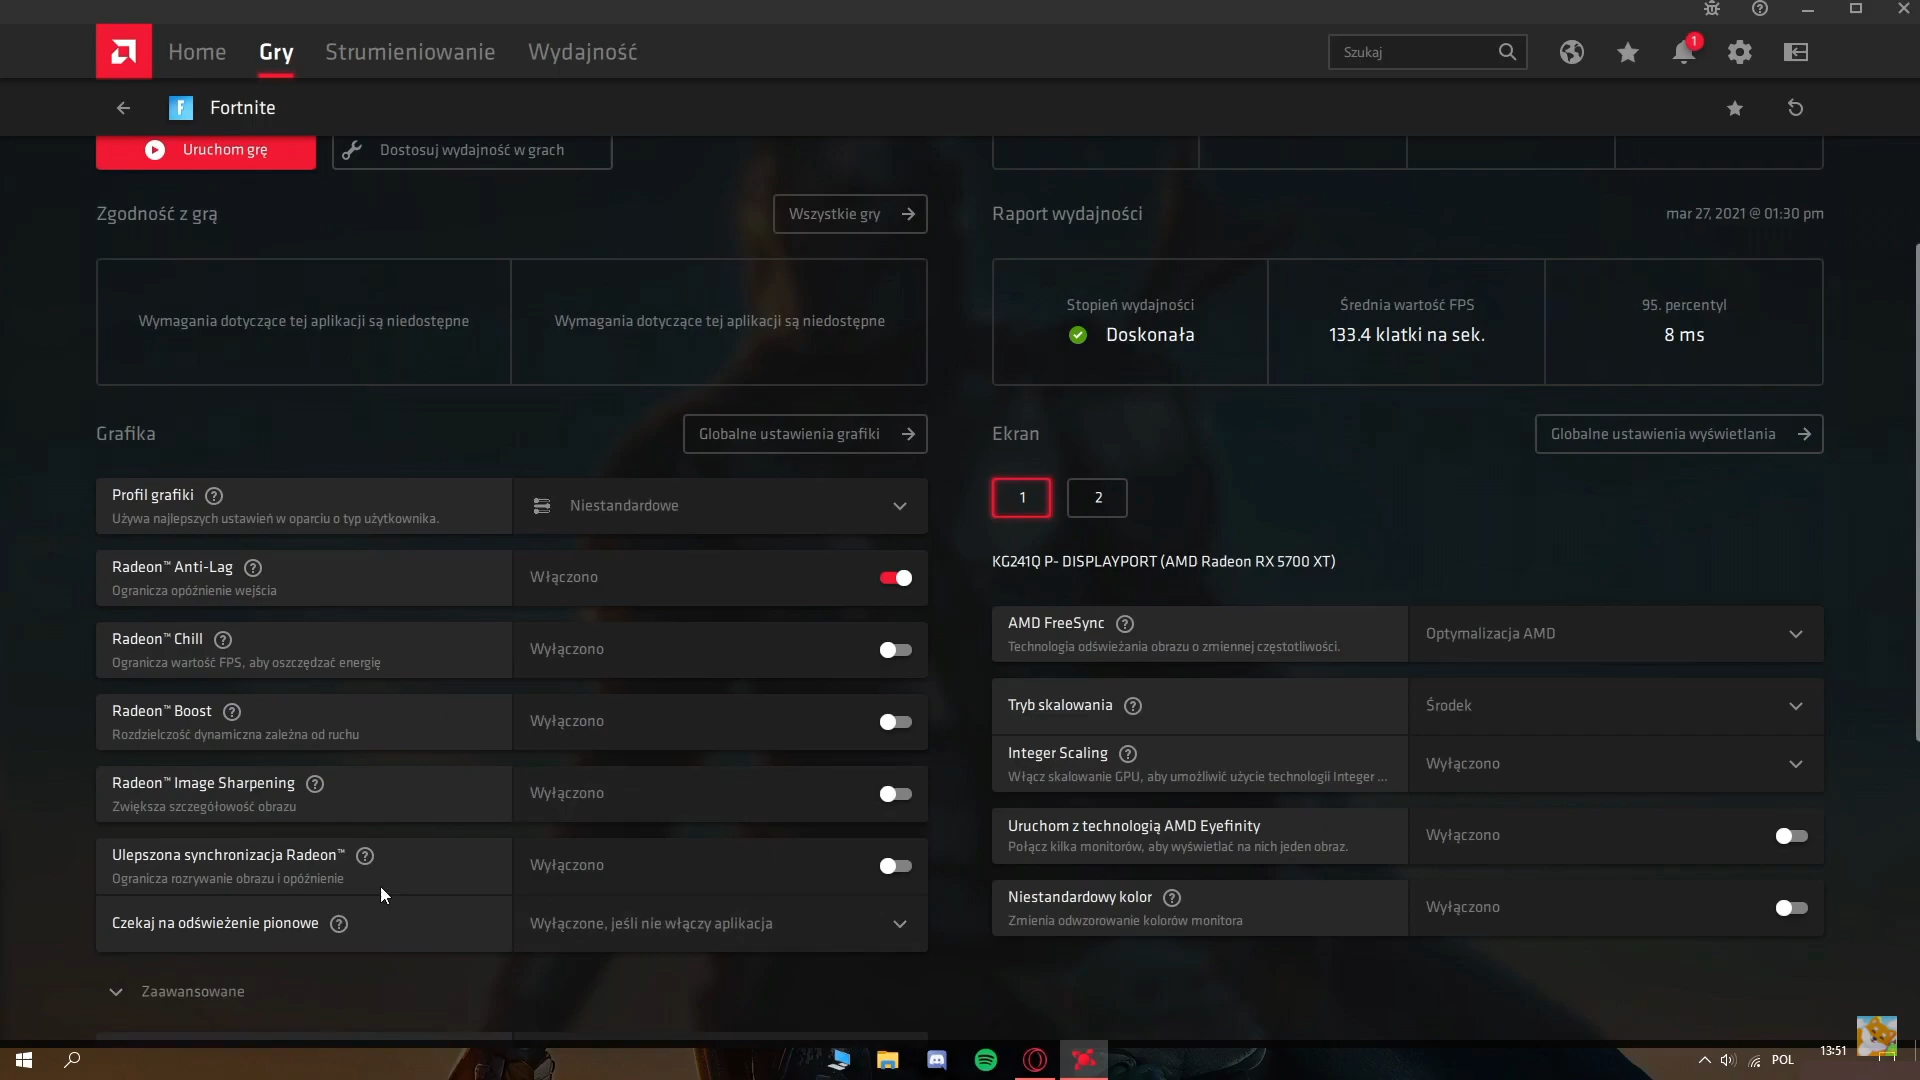 Home
Gry
Strumieniowanie
Wydajność
Szukaj
1
Fortnite
Uruchom grę
Dostosuj wydajność w grach
Zgodność z grą
Wszystkie gry
Raport wydajności
mar 27, 2021 @ 01:30 pm
Wymagania dotyczące tej aplikacji są niedostępne
Wymagania dotyczące tej aplikacji są niedostępne
Stopień wydajności
Doskonała
Średnia wartość FPS
133.4 klatki na sek.
95. percentyl
8 ms
Grafika
Globalne ustawienia grafiki
Profil grafiki
Używa najlepszych ustawień w oparciu o typ użytkownika.
Niestandardowe
Radeon™ Anti-Lag
Ogranicza opóźnienie wejścia
Włączono
Radeon™ Chill
Ogranicza wartość FPS, aby oszczędzać energię
Wyłączono
Radeon™ Boost
Rozdzielczość dynamiczna zależna od ruchu
Wyłączono
Radeon™ Image Sharpening
Zwiększa szczegółowość obrazu
Wyłączono
Ulepszona synchronizacja Radeon™
Ogranicza rozrywanie obrazu i opóźnienie
Wyłączono
Czekaj na odświeżenie pionowe
Wyłączone, jeśli nie włączy aplikacja
Zaawansowane
Ekran
Globalne ustawienia wyświetlania
1
2
KG241Q P- DISPLAYPORT (AMD Radeon RX 5700 XT)
AMD FreeSync
Technologia odświeżania obrazu o zmiennej częstotliwości.
Optymalizacja AMD
Tryb skalowania
Środek
Integer Scaling
Włącz skalowanie GPU, aby umożliwić użycie technologii Integer ...
Wyłączono
Uruchom z technologią AMD Eyefinity
Połącz kilka monitorów, aby wyświetlać na nich jeden obraz.
Wyłączono
Niestandardowy kolor
Zmienia odwzorowanie kolorów monitora
Wyłączono
POL
13:51